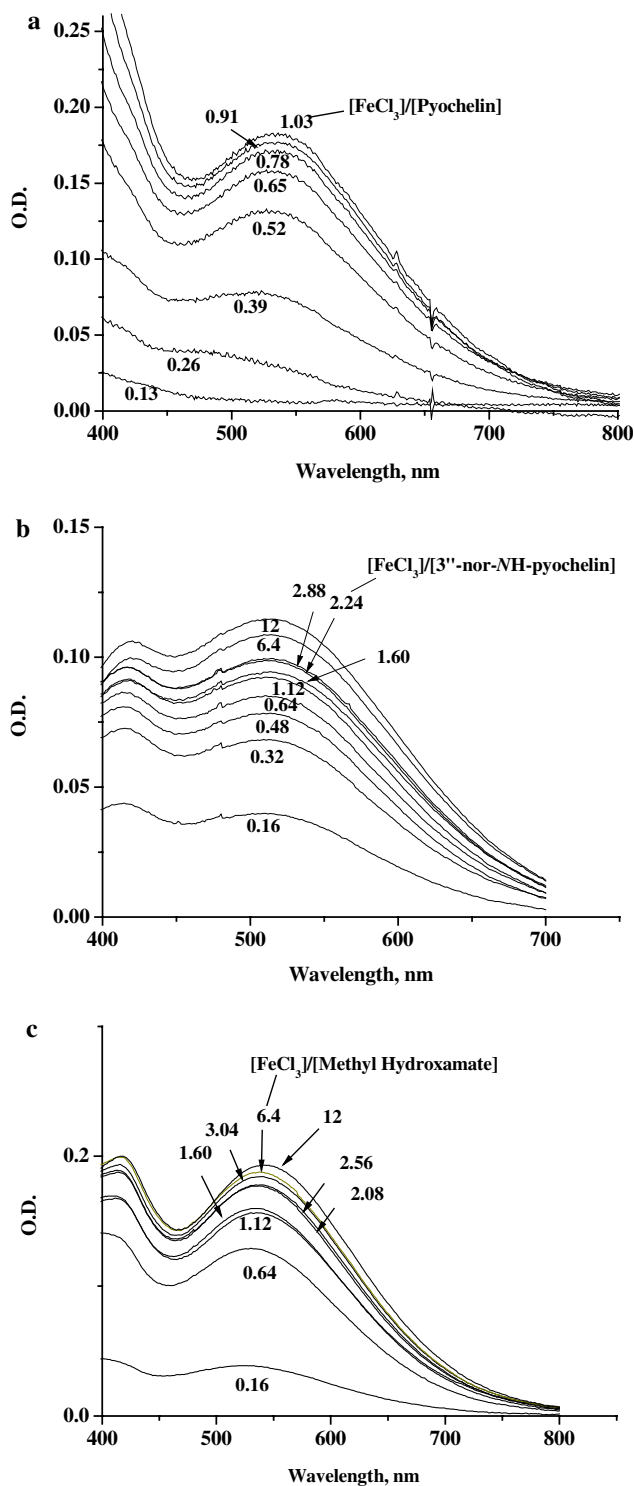 a
0.25
[FeCl3]/[Pyochelin]
0.91
1.03
0.20
0.78
0.65
0.15
0.52
O.D.
0.10
0.39
0.05
0.26
0.13
0.00
400 500 600 700 800
Wavelength, nm
b
0.15
[FeCl3]/[3"-nor-NH-pyochelin]
2.88
2.24
12
6.4
1.60
0.10
1.12
0.64
0.48
0.32
0.05
0.16
0.00
400 500 600 700
Wavelength, nm
c
[FeCl3]/[Methyl Hydroxamate]
6.4
12
3.04
1.60
2.56
0.2
2.08
1.12
O.D.
0.64
0.16
0.0
400 500 600 700 800
Wavelength, nm